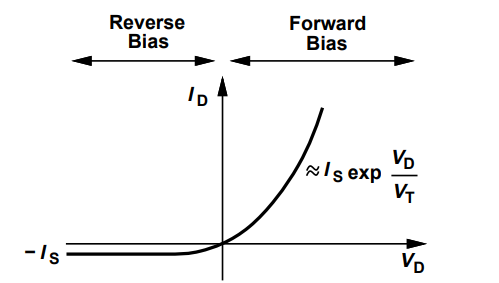 Reverse
Bias
Forward
Bias
I_D
≈ I_S exp V_D / V_T
− I_S
V_D